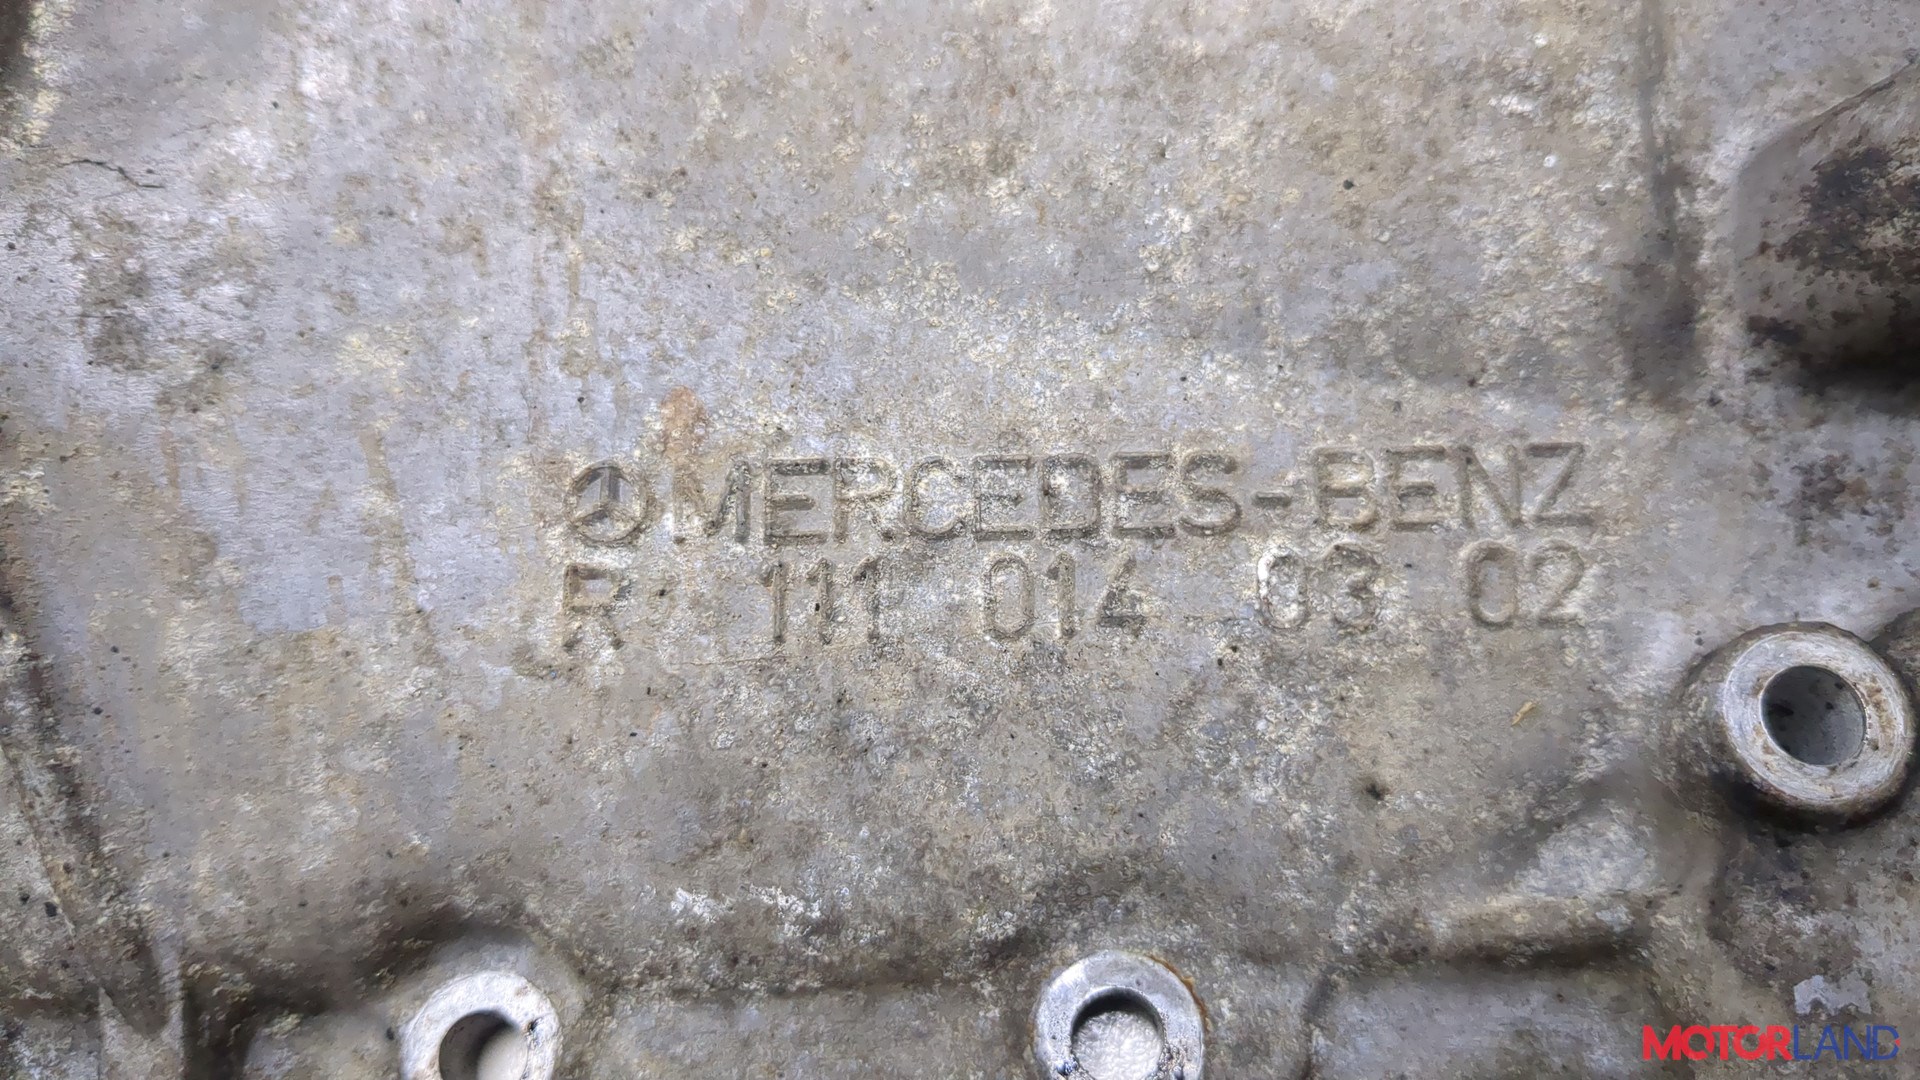 MERCEDES-BENZ
R 111 014 03 02
MOTORLAND